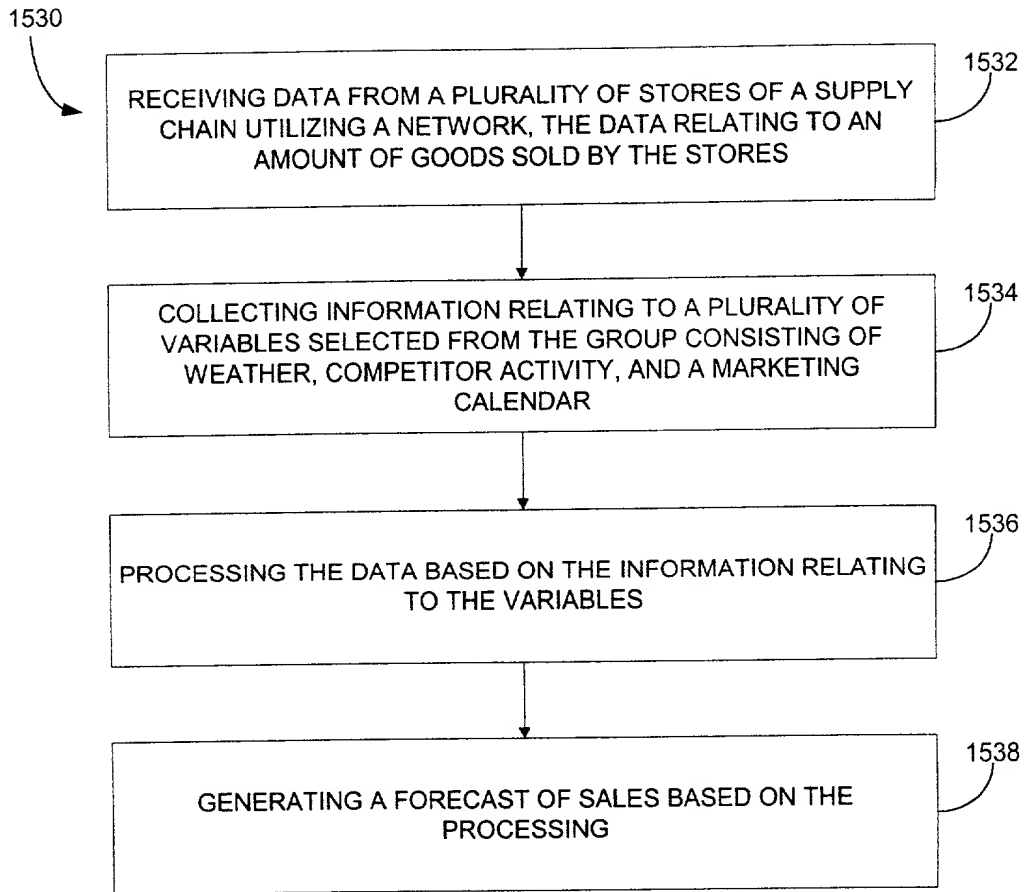 1530
1532
RECEIVING DATA FROM A PLURALITY OF STORES OF A SUPPLY
CHAIN UTILIZING A NETWORK, THE DATA RELATING TO AN
AMOUNT OF GOODS SOLD BY THE STORES
1534
COLLECTING INFORMATION RELATING TO A PLURALITY OF
VARIABLES SELECTED FROM THE GROUP CONSISTING OF
WEATHER, COMPETITOR ACTIVITY, AND A MARKETING
CALENDAR
1536
PROCESSING THE DATA BASED ON THE INFORMATION RELATING
TO THE VARIABLES
1538
GENERATING A FORECAST OF SALES BASED ON THE
PROCESSING